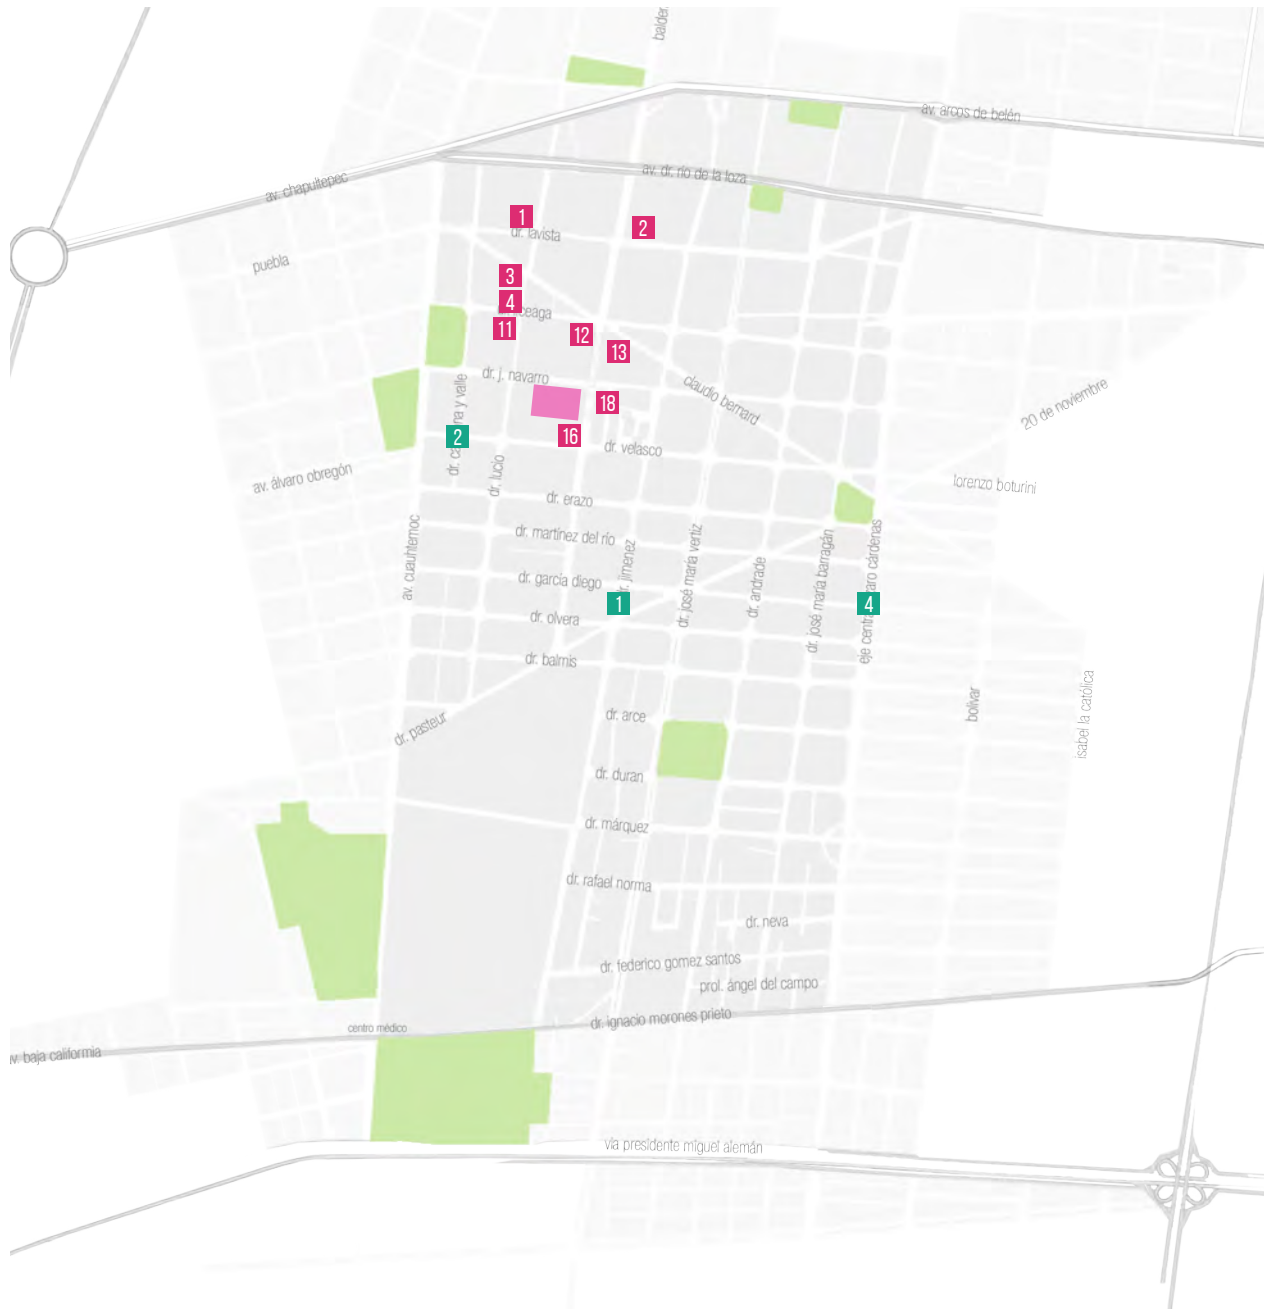 balder
av. arcos de belén
av. dr. río de la loza
av. chapultepec
1
2
dr. lavista
puebla
3
4
ceaga
11
12
13
dr. j. navarro
claudio bernard
18
20 de noviembre
16
2
dr. velasco
av. álvaro obregón
dr. lucio
lorenzo boturini
dr. erazo
dr. martínez del río
av. cuauhtemoc
dr. jimenez
dr. josé maría vertiz
dr. andrade
dr. josé maría barragán
dr. garcía diego
1
4
dr. olvera
dr. balmis
isabel la católica
bolívar
dr. arce
dr. pasteur
dr. duran
dr. márquez
dr. rafael norma
dr. neva
dr. federico gomez santos
prol. ángel del campo
dr. ignacio morones prieto
centro médico
av. baja california
vía presidente miguel alemán